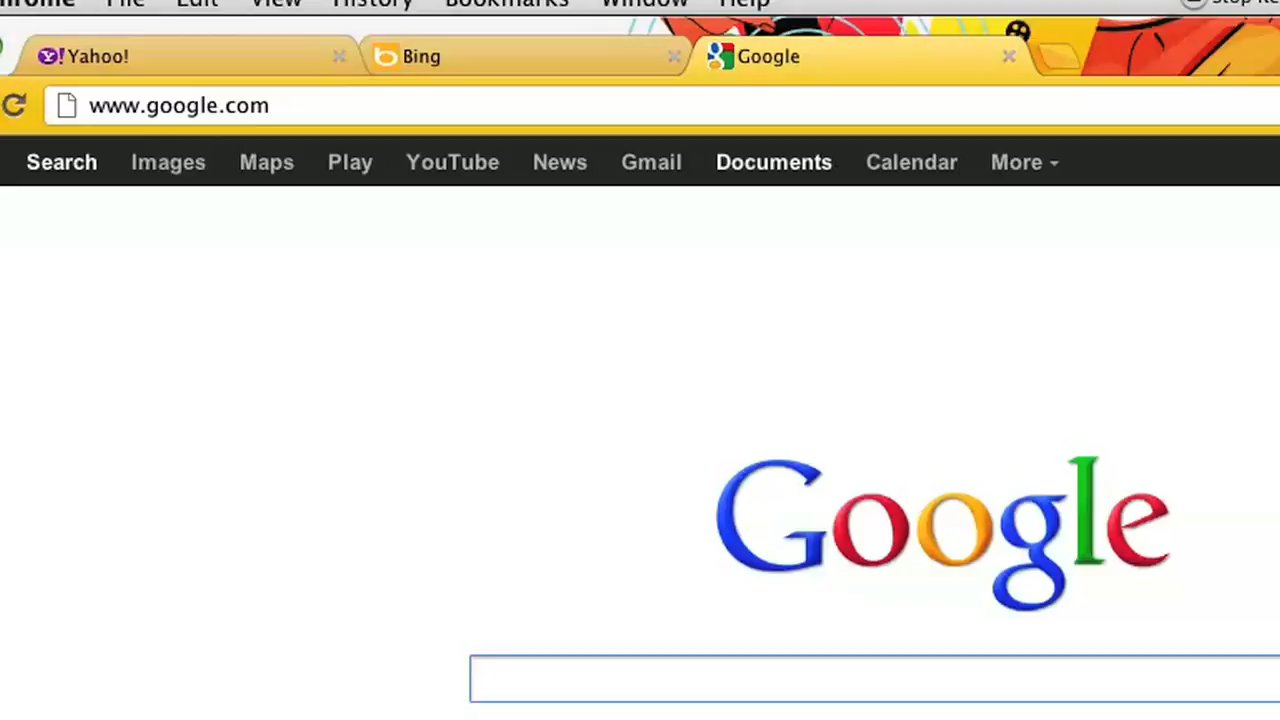 File Edit View History Bookmarks Window Help
Yahoo! Bing Google
www.google.com
Search Images Maps Play YouTube News Gmail Documents Calendar More
Google